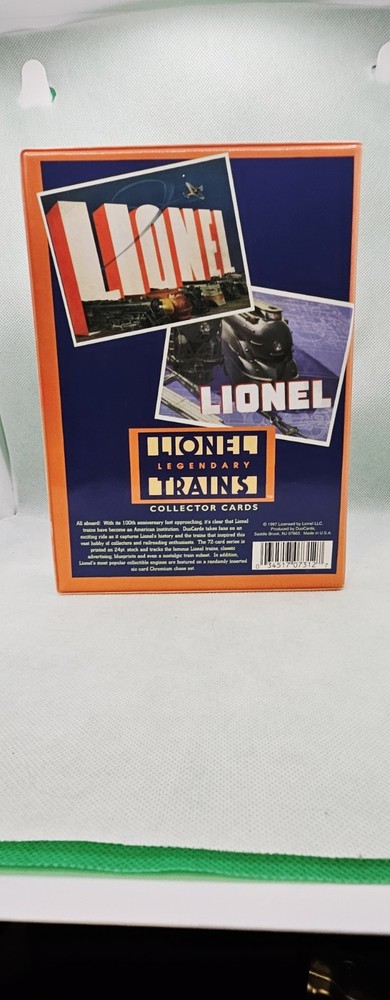 LIONEL
LIONEL
LIONEL
LEGENDARY
TRAINS
COLLECTOR CARDS
All aboard! With its 100th anniversary fast approaching, it's clear that Lionel
trains have become an American institution. DuoCards takes fans on an
exciting ride as it captures Lionel's history and the trains that inspired this
vast hobby of collectors and railroading enthusiasts. The 72-card series is
printed on 24pt. stock and tracks the famous Lionel trains, classic
advertising, blueprints and even a nostalgic train subset. In addition,
Lionel's most popular collectible engines are featured on a randomly inserted
six-card Chromium chase set.
© 1997 Licensed by Lionel LLC.
Produced by DuoCards,
Saddle Brook, NJ 07663. Made in U.S.A.
0 34517 07312 7